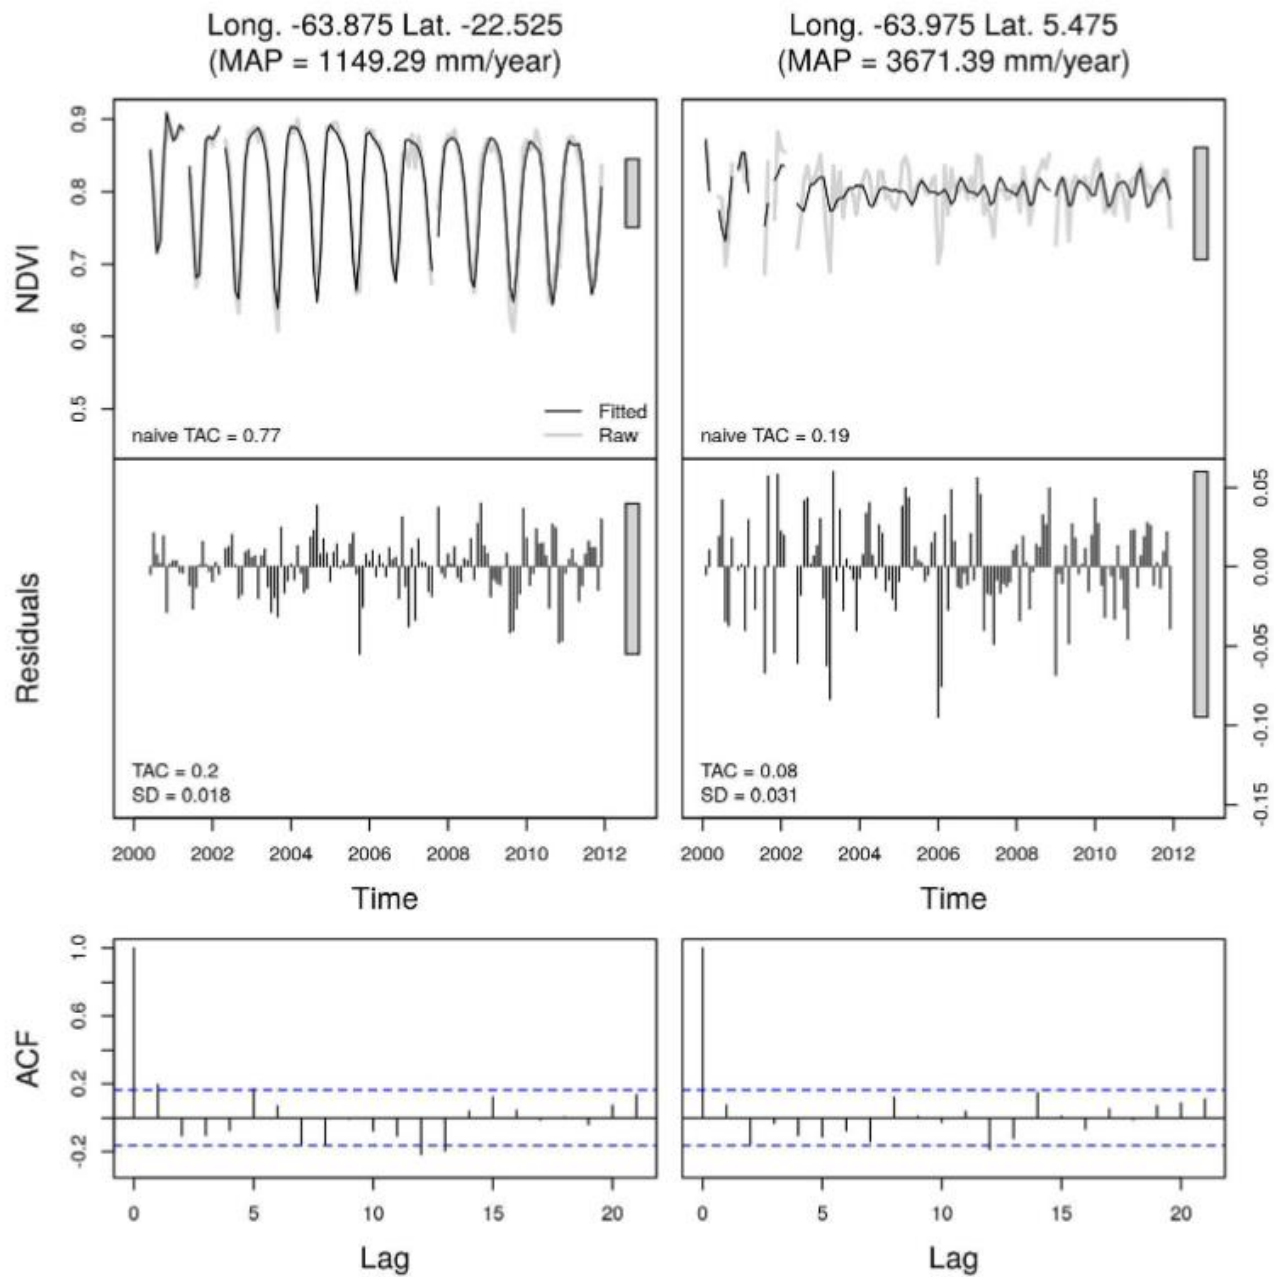 Long. -63.875 Lat. -22.525
(MAP = 1149.29 mm/year)
Long. -63.975 Lat. 5.475
(MAP = 3671.39 mm/year)
NDVI
0.9
0.8
0.7
0.6
0.5
naive TAC = 0.77
Fitted
Raw
naive TAC = 0.19
Residuals
TAC = 0.2
SD = 0.018
TAC = 0.08
SD = 0.031
0.05
0.00
-0.05
-0.10
-0.15
2000 2002 2004 2006 2008 2010 2012
2000 2002 2004 2006 2008 2010 2012
Time
Time
ACF
1.0
0.6
0.2
-0.2
0 5 10 15 20
0 5 10 15 20
Lag
Lag